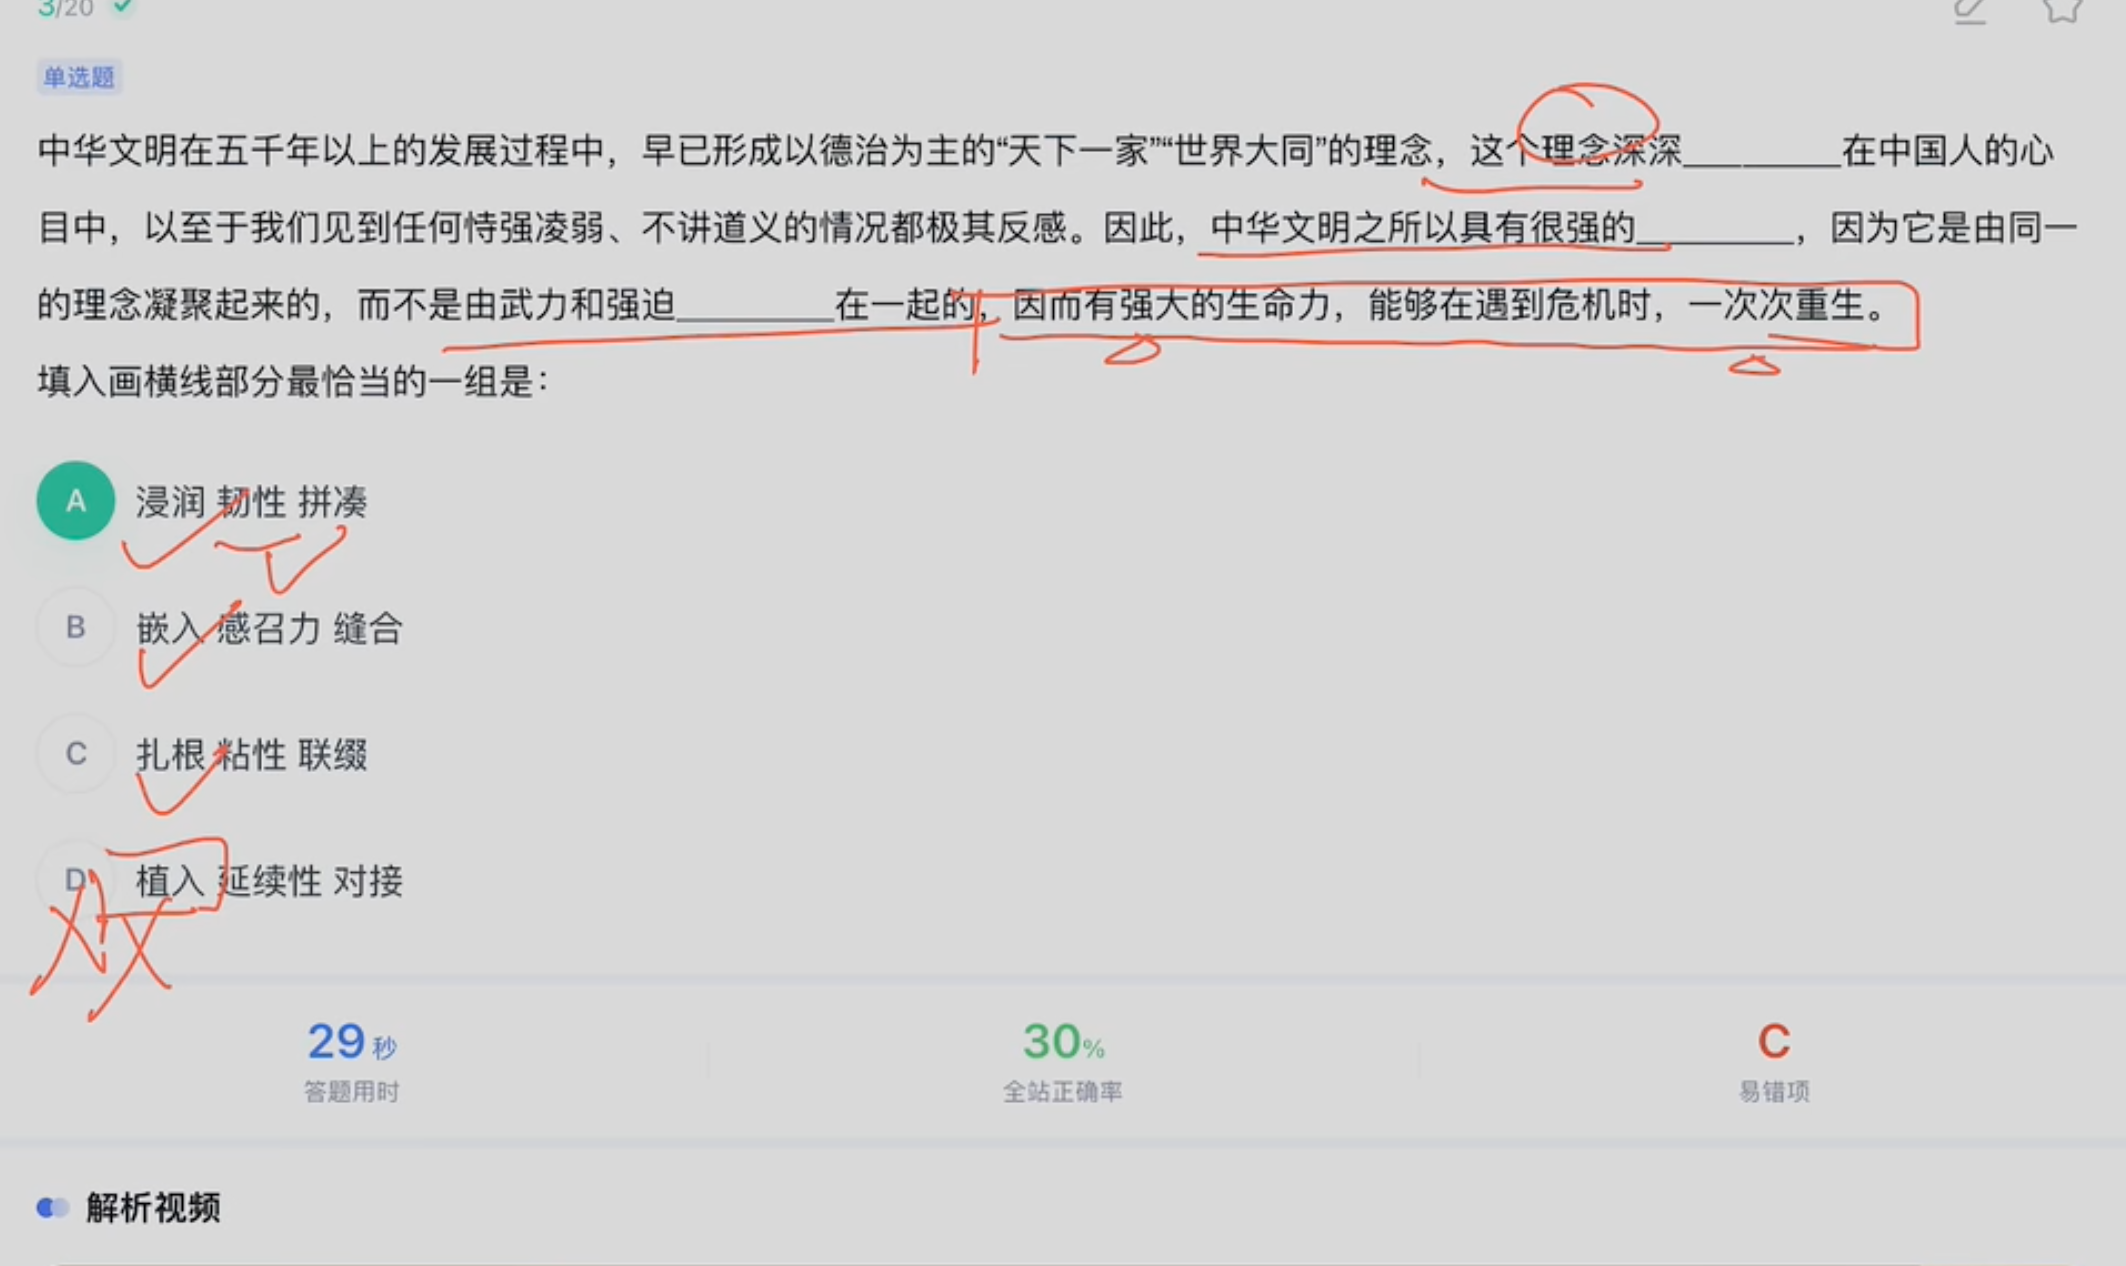 3/20
单选题
中华文明在五千年以上的发展过程中，早已形成以德治为主的“天下一家”“世界大同”的理念，这个理念深深_________在中国人的心
目中，以至于我们见到任何恃强凌弱、不讲道义的情况都极其反感。因此，中华文明之所以具有很强的_________，因为它是由同一
的理念凝聚起来的，而不是由武力和强迫_________在一起的，因而有强大的生命力，能够在遇到危机时，一次次重生。
填入画横线部分最恰当的一组是：
A 浸润 韧性 拼凑
B 嵌入 感召力 缝合
C 扎根 粘性 联缀
D 植入 延续性 对接
29秒 30% C
答题用时 全站正确率 易错项
解析视频